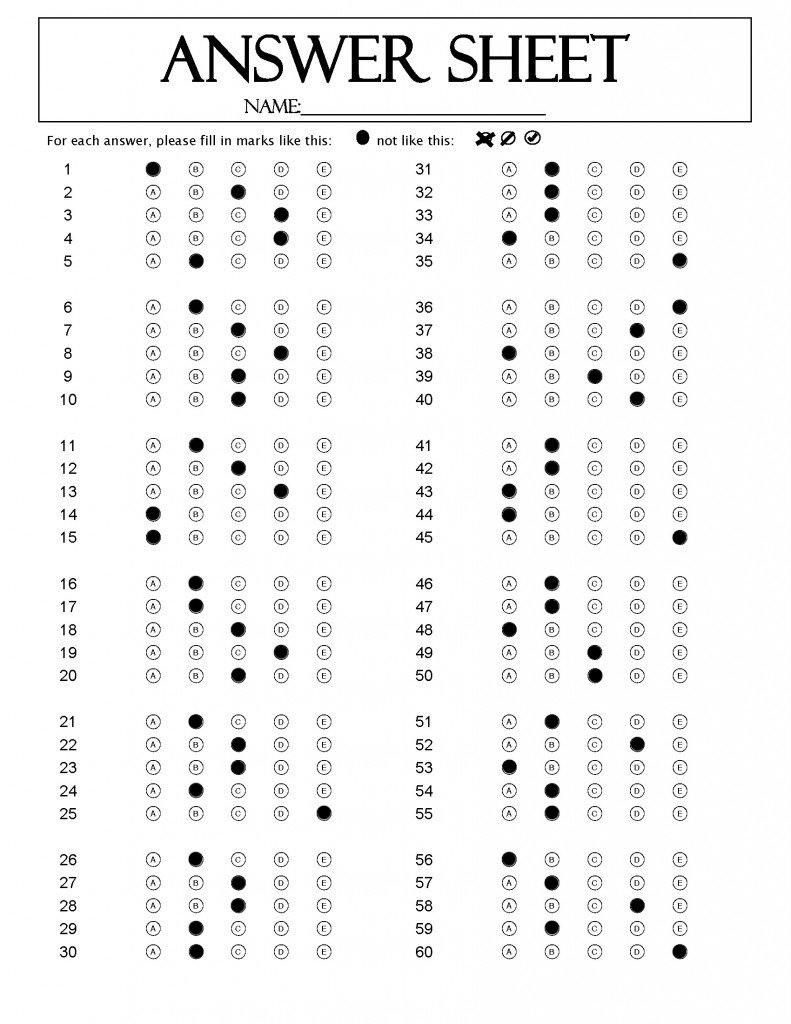 ANSWER SHEET
NAME:
For each answer, please fill in marks like this: not like this:
1 B C D E 31 A C D E
2 A B D E 32 A C D E
3 A B C E 33 A C D E
4 A B C E 34 B C D E
5 A C D E 35 A B C D
6 A C D E 36 A B C D
7 A B D E 37 A B C E
8 A B C E 38 B C D E
9 A B D E 39 A B D E
10 A B D E 40 A B C E
11 A C D E 41 A C D E
12 A B D E 42 A C D E
13 A B C E 43 B C D E
14 B C D E 44 B C D E
15 B C D E 45 A B C D
16 A C D E 46 A C D E
17 A C D E 47 A C D E
18 A B D E 48 B C D E
19 A B C E 49 A B D E
20 A B D E 50 A B D E
21 A C D E 51 A C D E
22 A B D E 52 A B C E
23 A B D E 53 B C D E
24 A C D E 54 A C D E
25 A B C D 55 A C D E
26 A C D E 56 B C D E
27 A B D E 57 A C D E
28 A B D E 58 A B C E
29 A C D E 59 A C D E
30 A C D E 60 A B C D